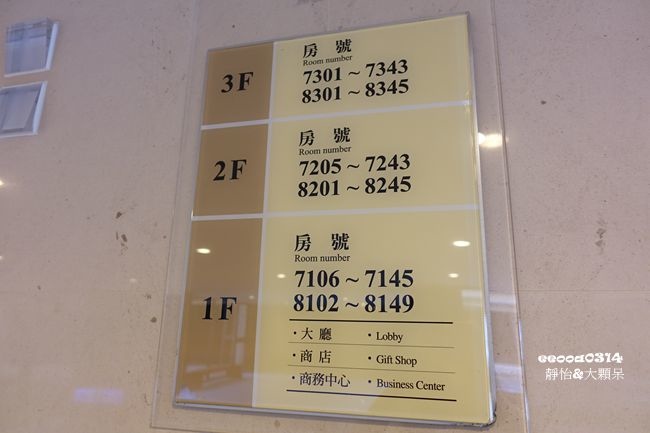 3F
房 號
Room number
7301 ~ 7343
8301 ~ 8345
2F
房 號
Room number
7205 ~ 7243
8201 ~ 8245
1F
房 號
Room number
7106 ~ 7145
8102 ~ 8149
・大 廳 ・Lobby
・商 店 ・Gift Shop
・商務中心 ・Business Center
eeooa0314
靜怡&大顆呆